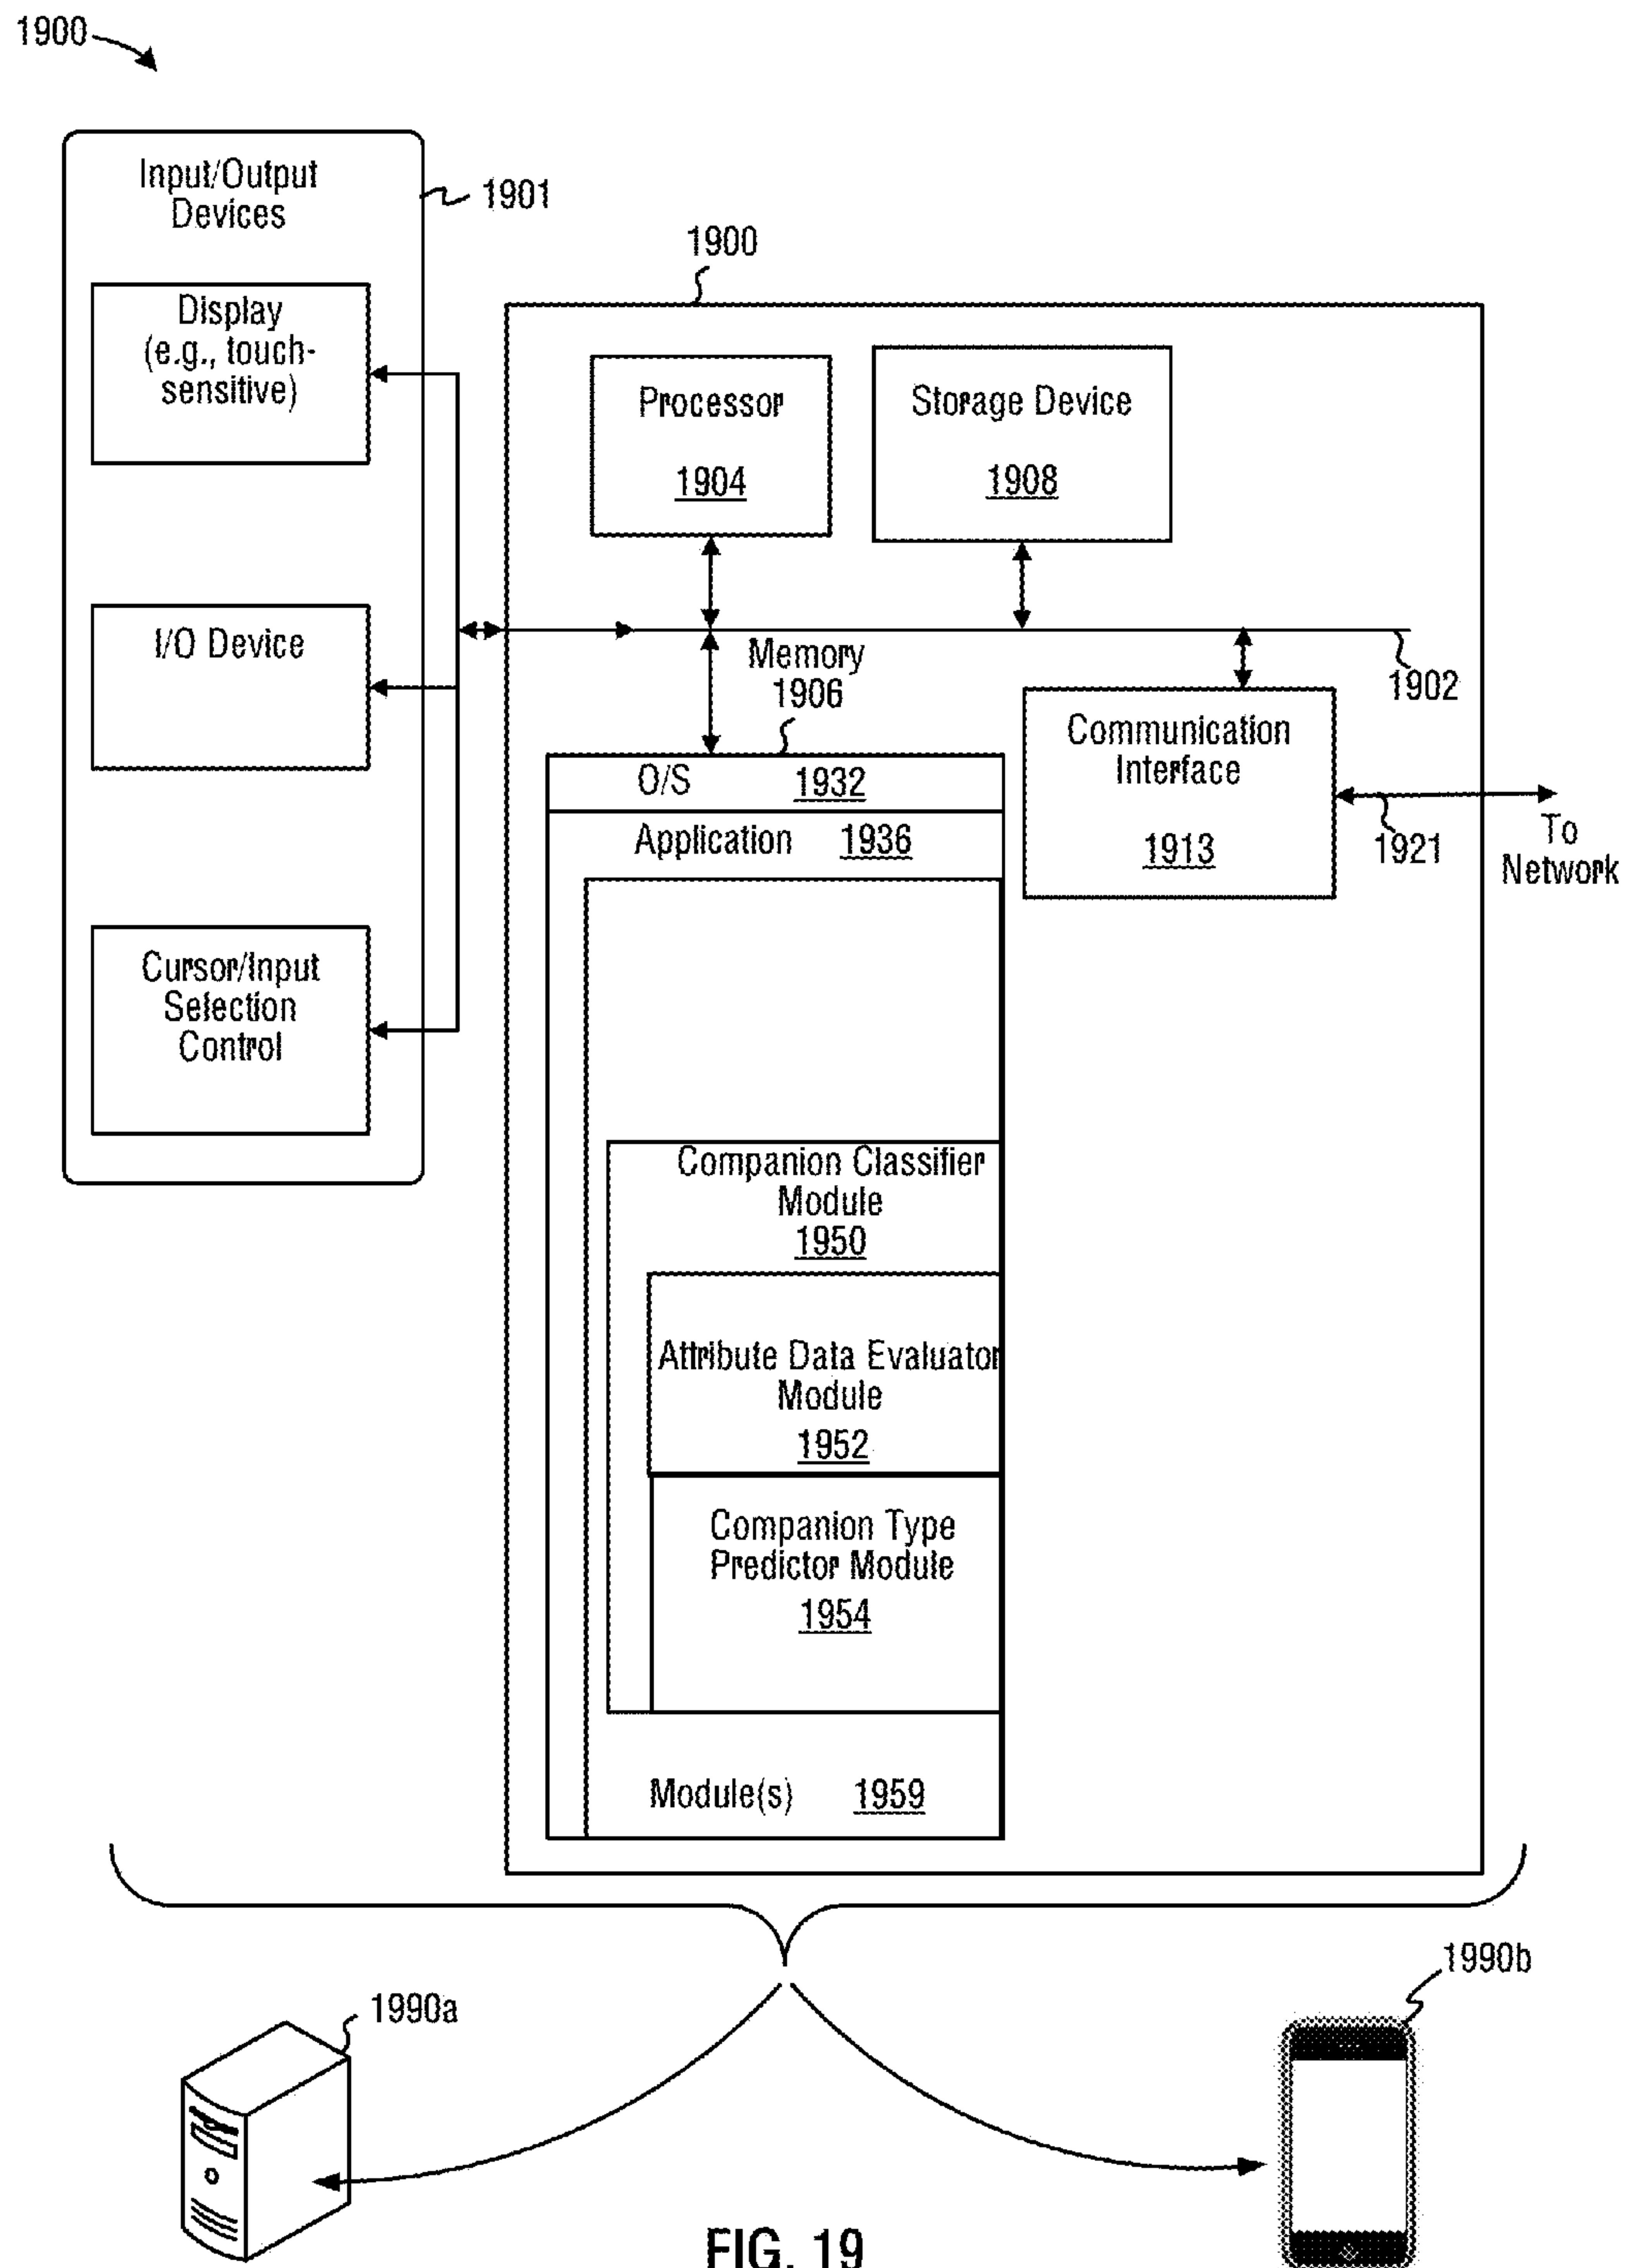 1900
Input/Output
Devices
1901
Display
(e.g., touch-
sensitive)
I/O Device
Cursor/Input
Selection
Control
1900
Processor
1904
Storage Device
1908
1902
Memory
1906
Communication
Interface
1913
1921
To
Network
O/S 1932
Application 1936
Companion Classifier
Module
1950
Attribute Data Evaluator
Module
1952
Companion Type
Predictor Module
1954
Module(s) 1959
1990a
1990b
FIG. 19